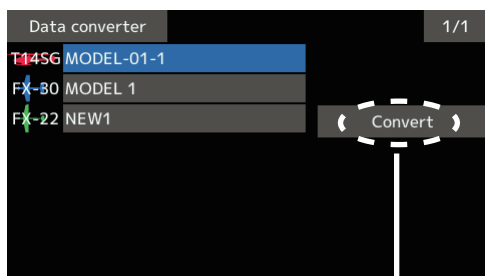 Data converter 1/1
T14SG MODEL-01-1
FX-30 MODEL 1
FX-22 NEW1
Convert